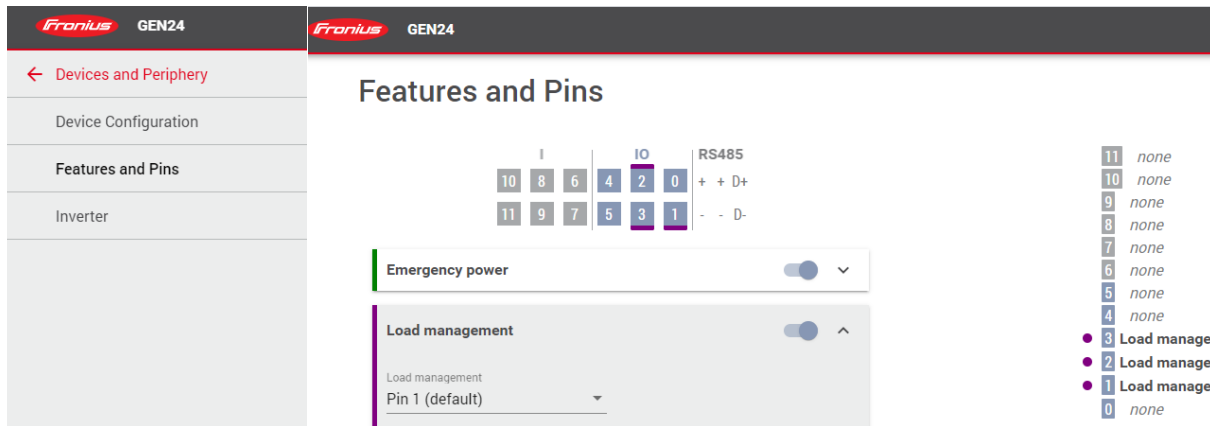 Fronius GEN24
Devices and Periphery
Device Configuration
Features and Pins
Inverter
Fronius GEN24
Features and Pins
I IO RS485
10 8 6 4 2 0 + + D+
11 9 7 5 3 1 - - D-
Emergency power
Load management
Load management
Pin 1 (default)
11 none
10 none
9 none
8 none
7 none
6 none
5 none
4 none
3 Load manage
2 Load manage
1 Load manage
0 none